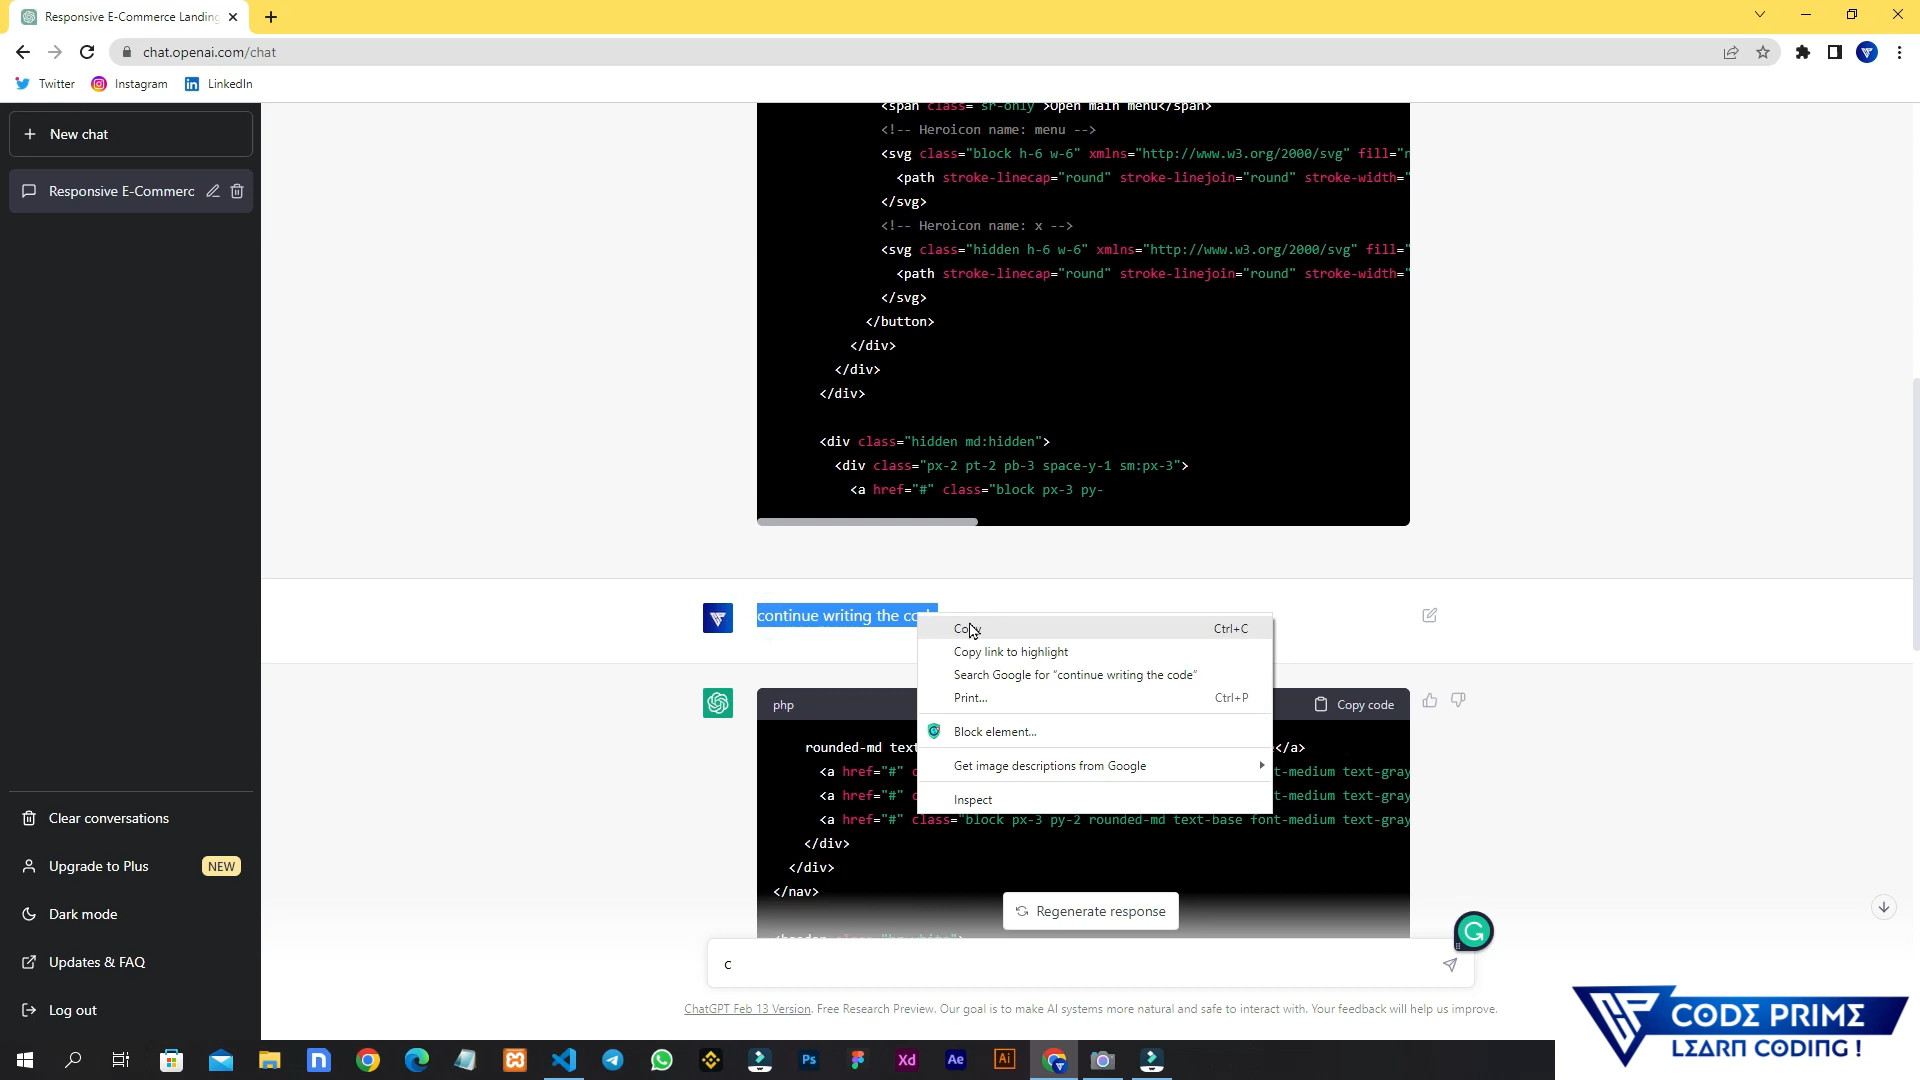 Responsive E-Commerce Landing
chat.openai.com/chat
Twitter
Instagram
LinkedIn
New chat
Responsive E-Commerc
<span class="sr-only">Open main menu</span>
<!-- Heroicon name: menu -->
<svg class="block h-6 w-6" xmlns="http://www.w3.org/2000/svg" fill="n
<path stroke-linecap="round" stroke-linejoin="round" stroke-width="
</svg>
<!-- Heroicon name: x -->
<svg class="hidden h-6 w-6" xmlns="http://www.w3.org/2000/svg" fill="
<path stroke-linecap="round" stroke-linejoin="round" stroke-width="
</svg>
</button>
</div>
</div>
</div>
<div class="hidden md:hidden">
<div class="px-2 pt-2 pb-3 space-y-1 sm:px-3">
<a href="#" class="block px-3 py-
continue writing the co
Copy Ctrl+C
Copy link to highlight
Search Google for "continue writing the code"
Print... Ctrl+P
Block element...
Get image descriptions from Google
Inspect
php
Copy code
rounded-md text </a>
<a href="#" c t-medium text-gray
<a href="#" c t-medium text-gray
<a href="#" class="block px-3 py-2 rounded-md text-base font-medium text-gray
</div>
</div>
</nav>
<header class="bg-white">
Regenerate response
c
ChatGPT Feb 13 Version. Free Research Preview. Our goal is to make AI systems more natural and safe to interact with. Your feedback will help us improve.
Clear conversations
Upgrade to Plus NEW
Dark mode
Updates & FAQ
Log out
Ps
Xd
Ae
Ai
CODE PRIME
LEARN CODING !